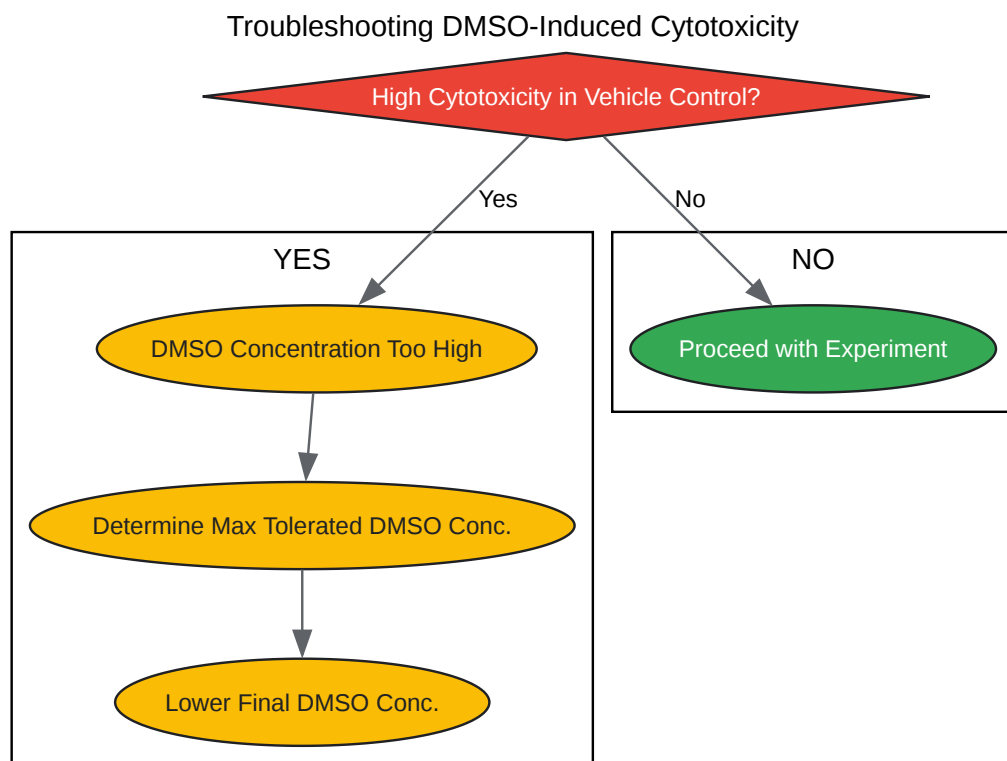 Troubleshooting DMSO-Induced Cytotoxicity
High Cytotoxicity in Vehicle Control?
Yes
No
YES
NO
DMSO Concentration Too High
Proceed with Experiment
Determine Max Tolerated DMSO Conc.
Lower Final DMSO Conc.